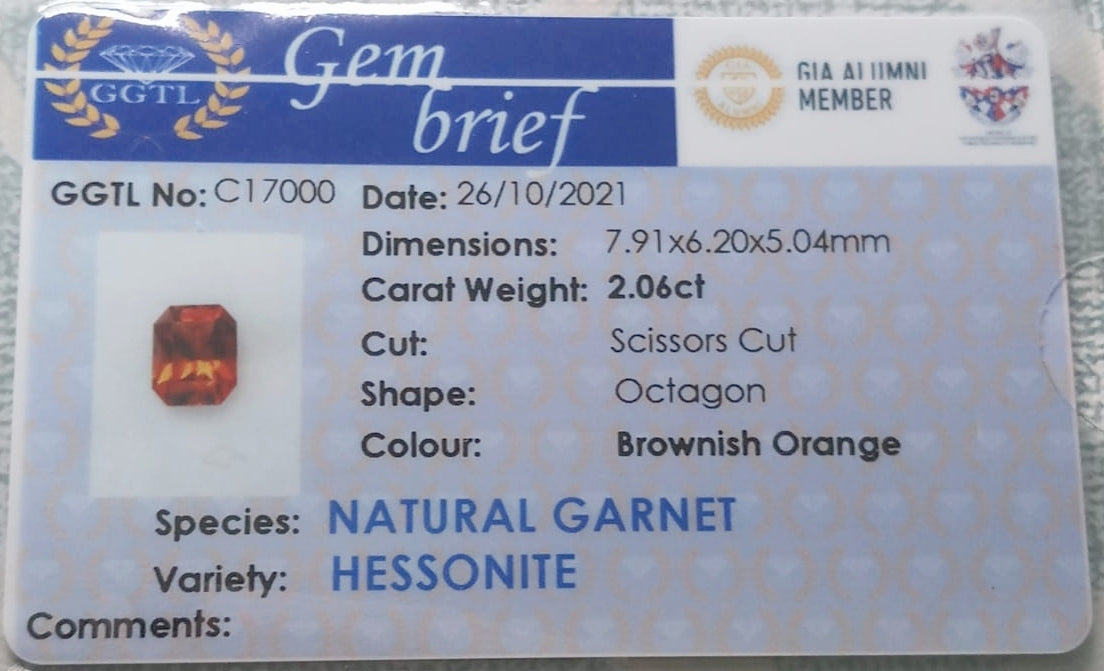 GGTL
Gem
brief
GIA ALUMNI
MEMBER
GGTL No: C17000 Date: 26/10/2021
Dimensions: 7.91x6.20x5.04mm
Carat Weight: 2.06ct
Cut: Scissors Cut
Shape: Octagon
Colour: Brownish Orange
Species: NATURAL GARNET
Variety: HESSONITE
Comments: